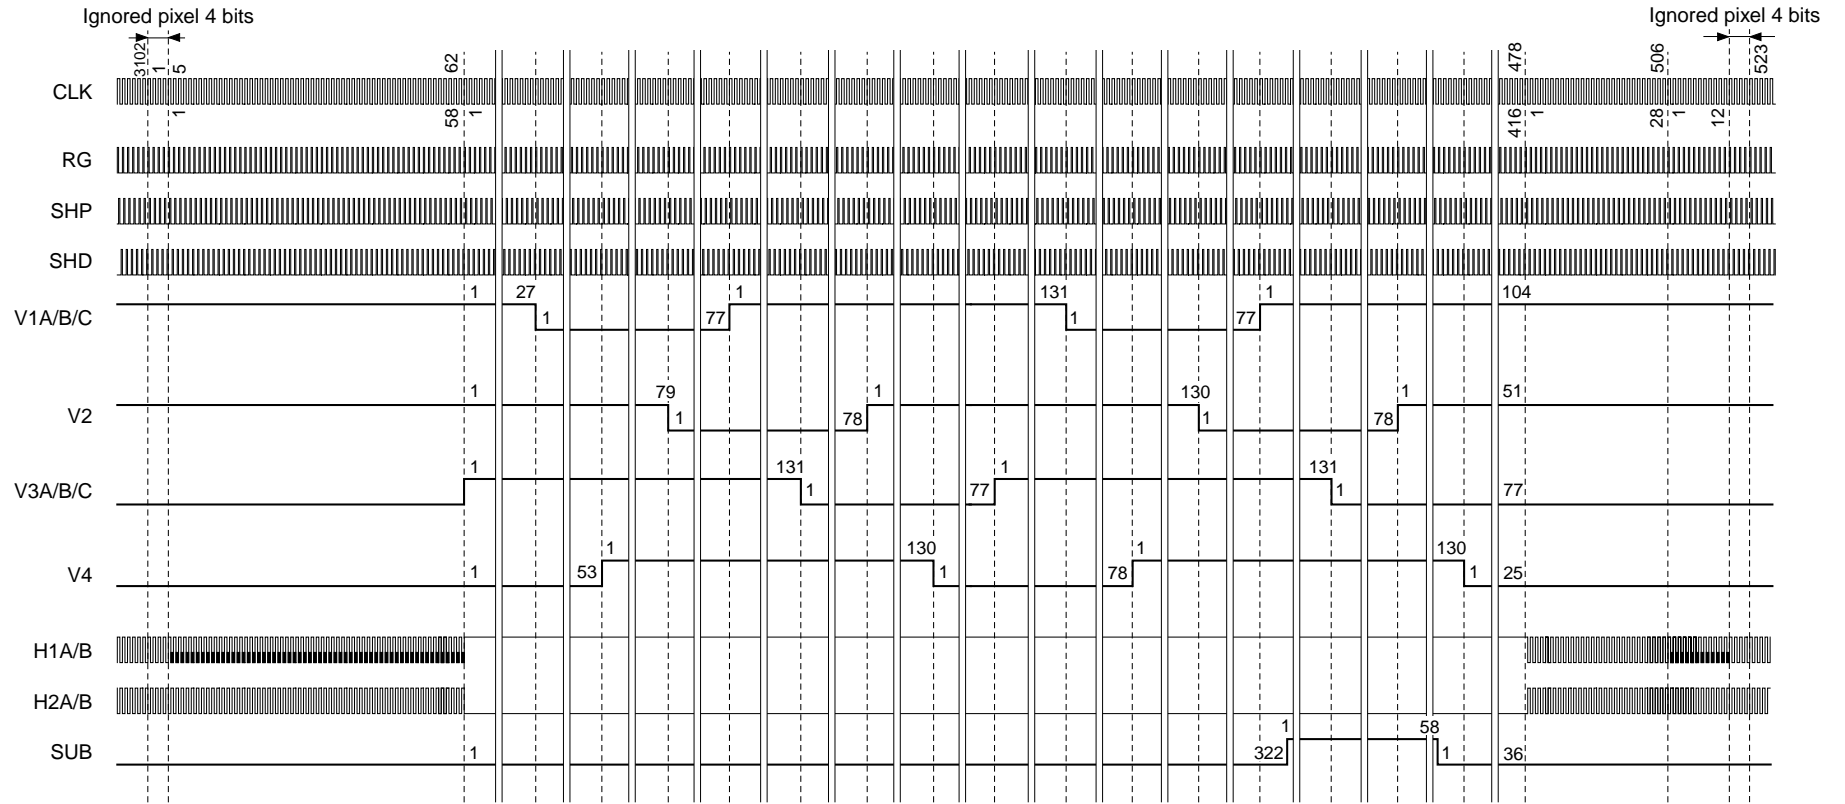 Ignored pixel 4 bits Ignored pixel 4 bits
3102 1 5 62 478 506 523
CLK
1 58 1 416 1 28 1 12
RG
SHP
SHD
1 27 1 131 1 104
V1A/B/C 1 77 1 77
1 79 1 130 1 51
V2 1 78 1 78
1 131 1 131
V3A/B/C 1 77 1 77
1 130 1 130
V4 1 53 1 78 1 25
H1A/B
H2A/B
1 58
SUB 1 322 1 36